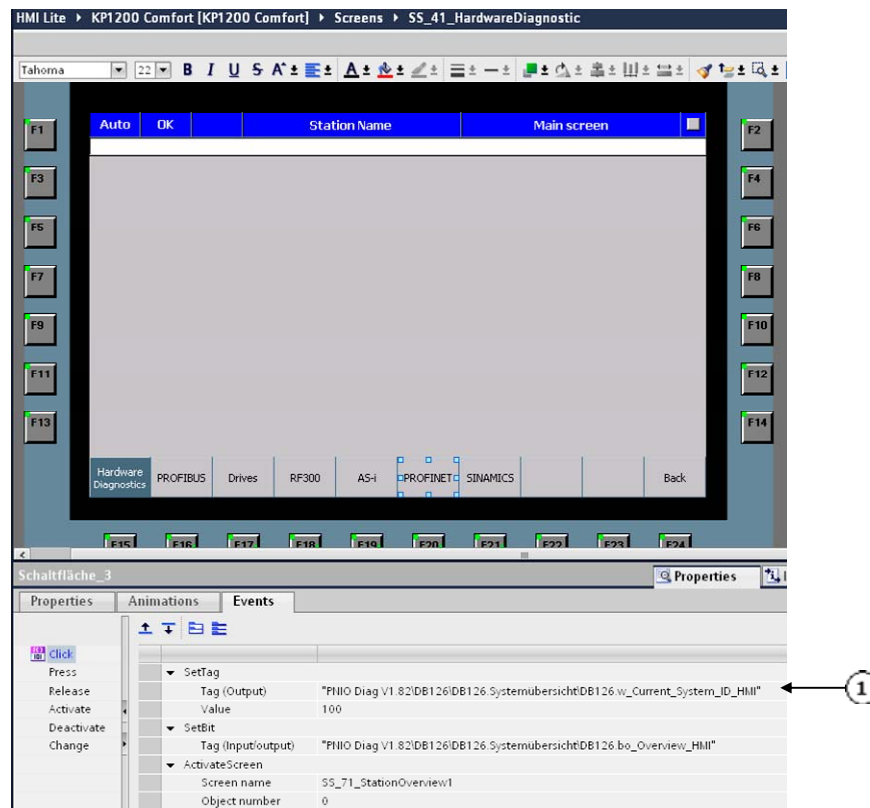 HMI Lite ▸ KP1200 Comfort [KP1200 Comfort] ▸ Screens ▸ SS_41_HardwareDiagnostic
Tahoma 22 B I U S A
F1 Auto OK Station Name Main screen F2
F3 F4
F5 F6
F7 F8
F9 F10
F11 F12
F13 F14
Hardware Diagnostics PROFIBUS Drives RF300 AS-i PROFINET SINAMICS Back
F15 F16 F17 F18 F19 F20 F21 F22 F23 F24
Schaltfläche_3 Properties
Properties Animations Events
Click
Press SetTag
Release Tag (Output) "PNIO Diag V1.82\DB126\DB126.Systemübersicht\DB126.w_Current_System_ID_HMI" 1
Activate Value 100
Deactivate SetBit
Change Tag (Input/output) "PNIO Diag V1.82\DB126\DB126.Systemübersicht\DB126.bo_Overview_HMI"
ActivateScreen
Screen name SS_71_StationOverview1
Object number 0